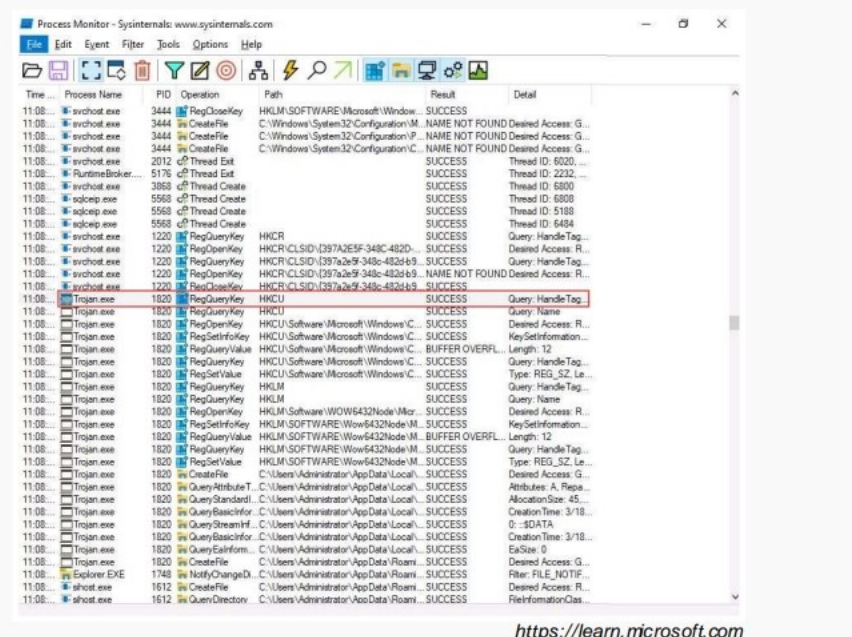 Process Monitor - Sysinternals: www.sysinternals.com
File Edit Event Filter Tools Options Help
Time ... Process Name PID Operation Path Result Detail
11:08:... svchost.exe 3444 RegCloseKey HKLM\SOFTWARE\Microsoft\Window... SUCCESS
11:08:... svchost.exe 3444 CreateFile C:\Windows\System32\Configuration\M... NAME NOT FOUND Desired Access: G...
11:08:... svchost.exe 3444 CreateFile C:\Windows\System32\Configuration\P... NAME NOT FOUND Desired Access: G...
11:08:... svchost.exe 3444 CreateFile C:\Windows\System32\Configuration\C... NAME NOT FOUND Desired Access: G...
11:08:... svchost.exe 2012 Thread Exit SUCCESS Thread ID: 6020, ...
11:08:... RuntimeBroker.... 5176 Thread Exit SUCCESS Thread ID: 2232, ...
11:08:... svchost.exe 3868 Thread Create SUCCESS Thread ID: 6800
11:08:... sqlceip.exe 5568 Thread Create SUCCESS Thread ID: 6808
11:08:... sqlceip.exe 5568 Thread Create SUCCESS Thread ID: 5188
11:08:... sqlceip.exe 5568 Thread Create SUCCESS Thread ID: 6484
11:08:... svchost.exe 1220 RegQueryKey HKCR SUCCESS Query: HandleTag...
11:08:... svchost.exe 1220 RegOpenKey HKCR\CLSID\{397A2E5F-348C-482D-... SUCCESS Desired Access: R...
11:08:... svchost.exe 1220 RegQueryKey HKCR\CLSID\{397a2e5f-348c-482d-b9... SUCCESS Query: HandleTag...
11:08:... svchost.exe 1220 RegOpenKey HKCR\CLSID\{397a2e5f-348c-482d-b9... NAME NOT FOUND Desired Access: R...
11:08:... svchost.exe 1220 RegCloseKey HKCR\CLSID\{397a2e5f-348c-482d-b9... SUCCESS
11:08:... Trojan.exe 1820 RegQueryKey HKCU SUCCESS Query: HandleTag...
11:08:... Trojan.exe 1820 RegQueryKey HKCU SUCCESS Query: Name
11:08:... Trojan.exe 1820 RegOpenKey HKCU\Software\Microsoft\Windows\C... SUCCESS Desired Access: R...
11:08:... Trojan.exe 1820 RegSetInfoKey HKCU\Software\Microsoft\Windows\C... SUCCESS KeySetInformation...
11:08:... Trojan.exe 1820 RegQueryValue HKCU\Software\Microsoft\Windows\C... BUFFER OVERFL... Length: 12
11:08:... Trojan.exe 1820 RegQueryKey HKCU\Software\Microsoft\Windows\C... SUCCESS Query: HandleTag...
11:08:... Trojan.exe 1820 RegSetValue HKCU\Software\Microsoft\Windows\C... SUCCESS Type: REG_SZ, Le...
11:08:... Trojan.exe 1820 RegQueryKey HKLM SUCCESS Query: HandleTag...
11:08:... Trojan.exe 1820 RegQueryKey HKLM SUCCESS Query: Name
11:08:... Trojan.exe 1820 RegOpenKey HKLM\Software\WOW6432Node\Micr... SUCCESS Desired Access: R...
11:08:... Trojan.exe 1820 RegSetInfoKey HKLM\SOFTWARE\Wow6432Node\M... SUCCESS KeySetInformation...
11:08:... Trojan.exe 1820 RegQueryValue HKLM\SOFTWARE\Wow6432Node\M... BUFFER OVERFL... Length: 12
11:08:... Trojan.exe 1820 RegQueryKey HKLM\SOFTWARE\Wow6432Node\M... SUCCESS Query: HandleTag...
11:08:... Trojan.exe 1820 RegSetValue HKLM\SOFTWARE\Wow6432Node\M... SUCCESS Type: REG_SZ, Le...
11:08:... Trojan.exe 1820 CreateFile C:\Users\Administrator\AppData\Local\... SUCCESS Desired Access: G...
11:08:... Trojan.exe 1820 QueryAttributeT... C:\Users\Administrator\AppData\Local\... SUCCESS Attributes: A, Repa...
11:08:... Trojan.exe 1820 QueryStandardI... C:\Users\Administrator\AppData\Local\... SUCCESS AllocationSize: 45,...
11:08:... Trojan.exe 1820 QueryBasicInfor... C:\Users\Administrator\AppData\Local\... SUCCESS CreationTime: 3/18...
11:08:... Trojan.exe 1820 QueryStreamInf... C:\Users\Administrator\AppData\Local\... SUCCESS 0: ::$DATA
11:08:... Trojan.exe 1820 QueryBasicInfor... C:\Users\Administrator\AppData\Local\... SUCCESS CreationTime: 3/18...
11:08:... Trojan.exe 1820 QueryEaInform... C:\Users\Administrator\AppData\Local\... SUCCESS EaSize: 0
11:08:... Trojan.exe 1820 CreateFile C:\Users\Administrator\AppData\Roami... SUCCESS Desired Access: G...
11:08:... Explorer.EXE 1748 NotifyChangeDi... C:\Users\Administrator\AppData\Roami... SUCCESS Filter: FILE_NOTIF...
11:08:... sihost.exe 1612 CreateFile C:\Users\Administrator\AppData\Roami... SUCCESS Desired Access: R...
11:08:... sihost.exe 1612 QueryDirectory C:\Users\Administrator\AppData\Roami... SUCCESS FileInformationClas...
https://learn.microsoft.com